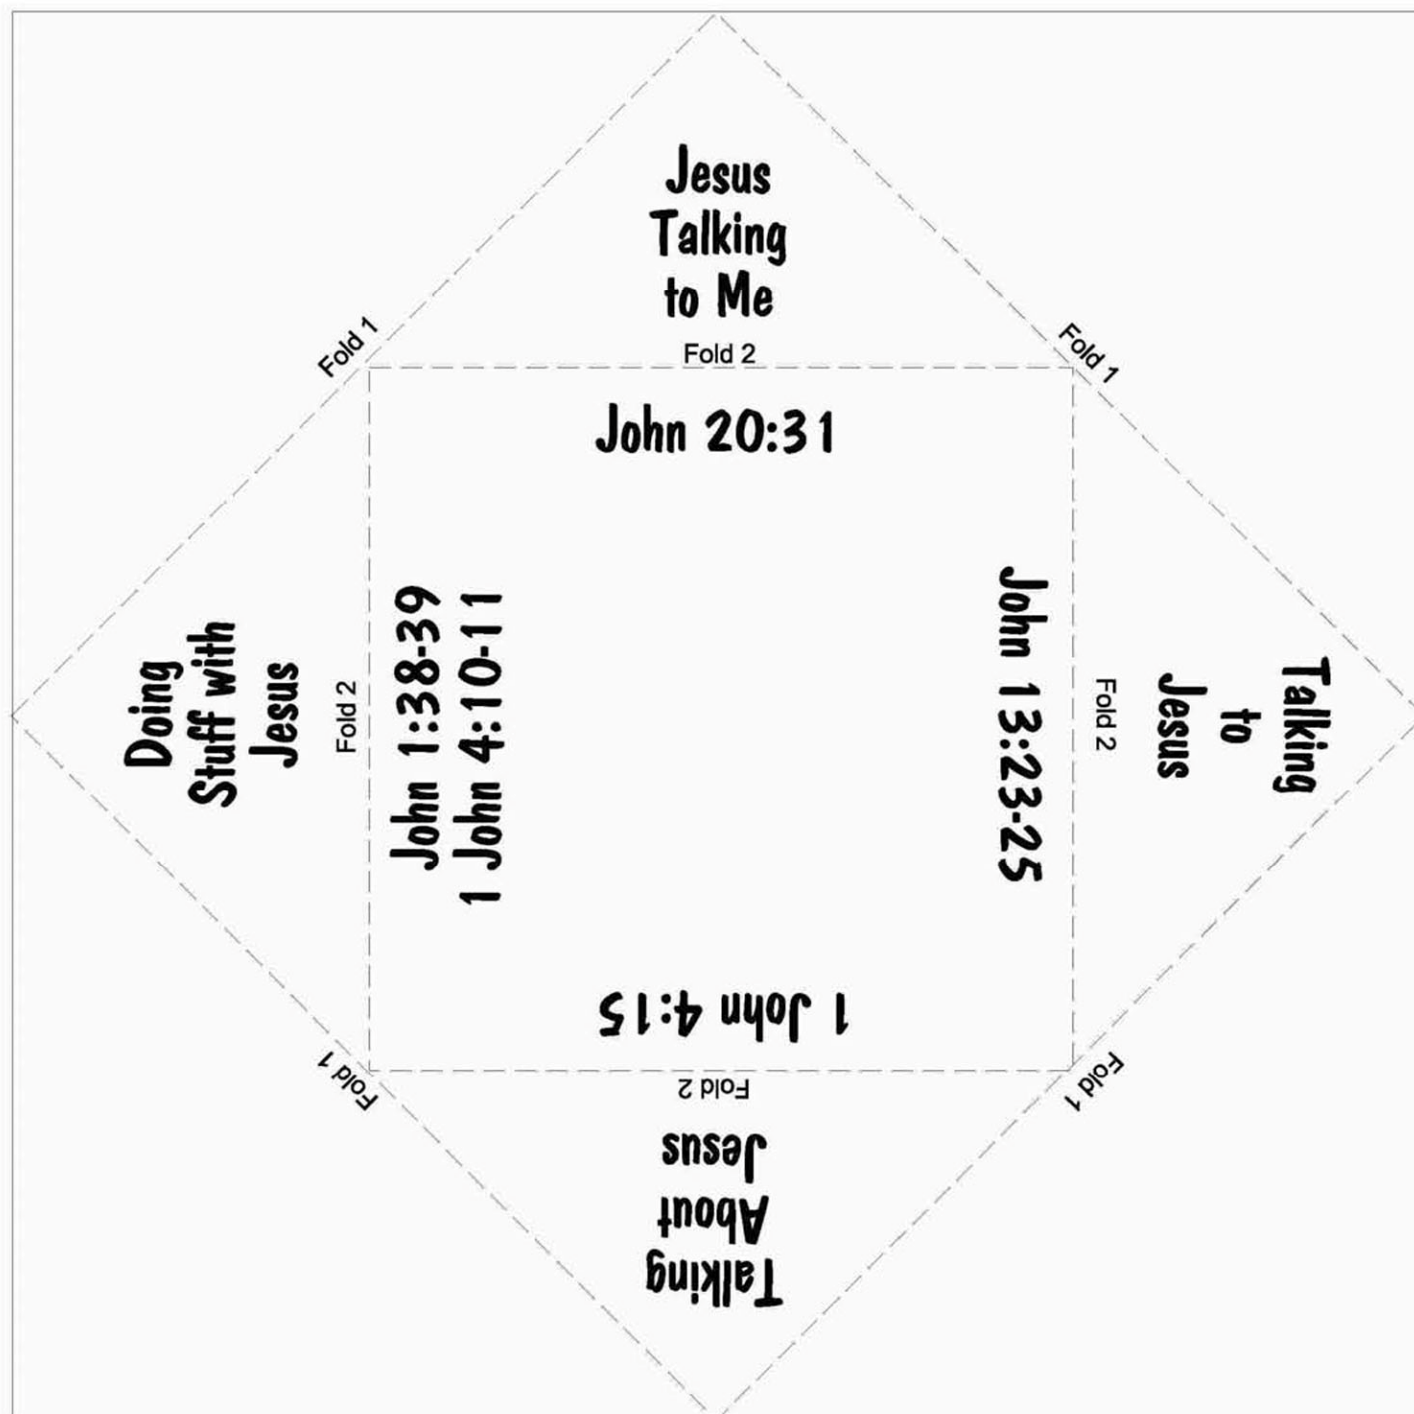 Jesus
Talking
to Me
Fold 1
Fold 1
Fold 2
John 20:31
Doing
Stuff with
Jesus
Fold 2
John 1:38-39
1 John 4:10-11
John 13:23-25
Fold 2
Talking
to
Jesus
1 John 4:15
Fold 1
Fold 1
Fold 2
Talking
About
Jesus